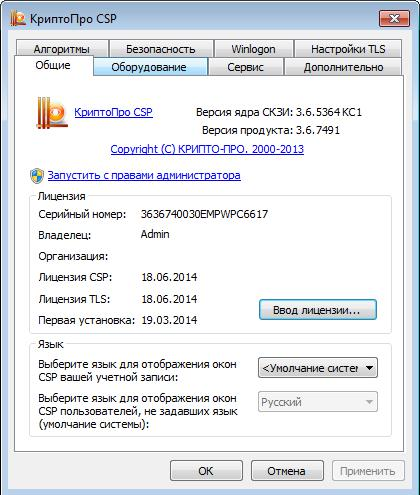 КриптоПро CSP
Алгоритмы Безопасность Winlogon Настройки TLS
Общие Оборудование Сервис Дополнительно
КриптоПро CSP
Версия ядра СКЗИ: 3.6.5364 КС1
Версия продукта: 3.6.7491
Copyright (C) КРИПТО-ПРО. 2000-2013
Запустить с правами администратора
Лицензия
Серийный номер: 3636740030EMPWPC6617
Владелец: Admin
Организация:
Лицензия CSP: 18.06.2014
Лицензия TLS: 18.06.2014
Первая установка: 19.03.2014
Ввод лицензии...
Язык
Выберите язык для отображения окон
CSP вашей учетной записи:
<Умолчание систем
Выберите язык для отображения окон
CSP пользователей, не задавших язык
(умолчание системы):
Русский
ОК Отмена Применить